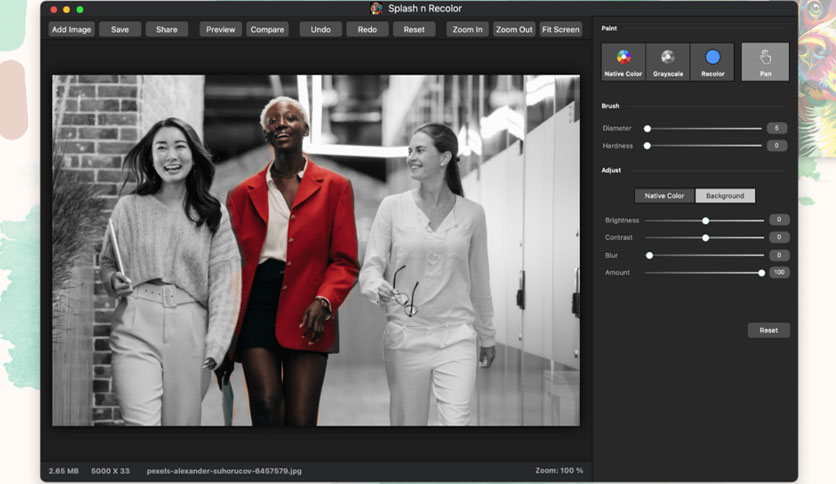 Splash n Recolor
Add Image Save Share Preview Compare Undo Redo Reset Zoom In Zoom Out Fit Screen
Paint
Native Color Grayscale Recolor Pan
Brush
Diameter 5
Hardness 0
Adjust
Native Color Background
Brightness 0
Contrast 0
Blur 0
Amount 100
Reset
2.65 MB 5000 X 33 pexels-alexander-suhorucov-6457579.jpg Zoom: 100 %